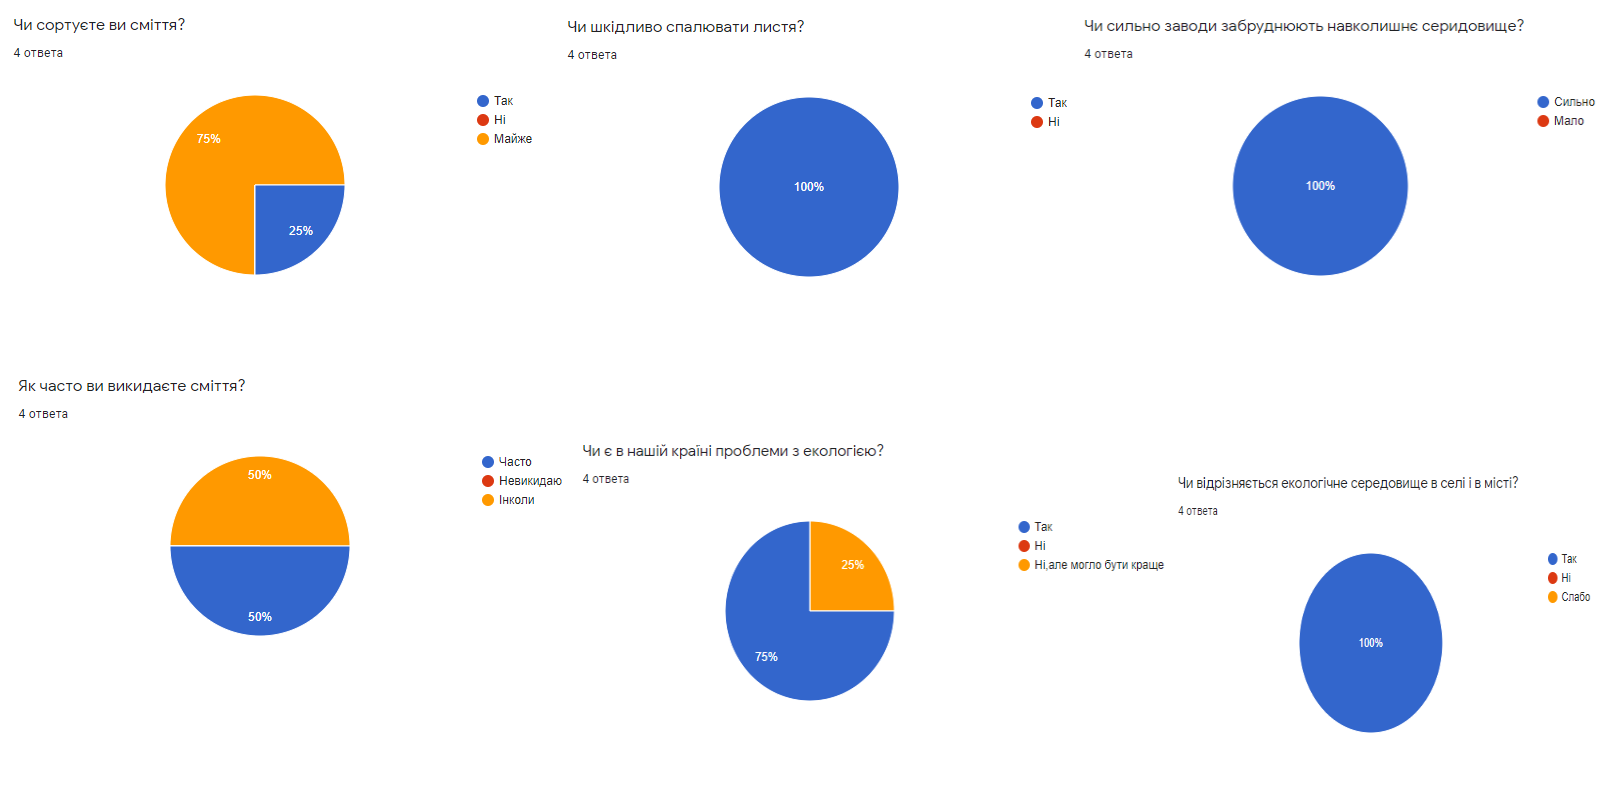 Чи сортуєте ви сміття?
4 ответа
75%
25%
Так
Ні
Майже
Чи шкідливо спалювати листя?
4 ответа
100%
Так
Ні
Чи сильно заводи забруднюють навколишнє серидовище?
4 ответа
100%
Сильно
Мало
Як часто ви викидаєте сміття?
4 ответа
50%
50%
Часто
Невикидаю
Інколи
Чи є в нашій країні проблеми з екологією?
4 ответа
25%
75%
Так
Ні
Ні,але могло бути краще
Чи відрізняється екологічне середовище в селі і в місті?
4 ответа
100%
Так
Ні
Слабо